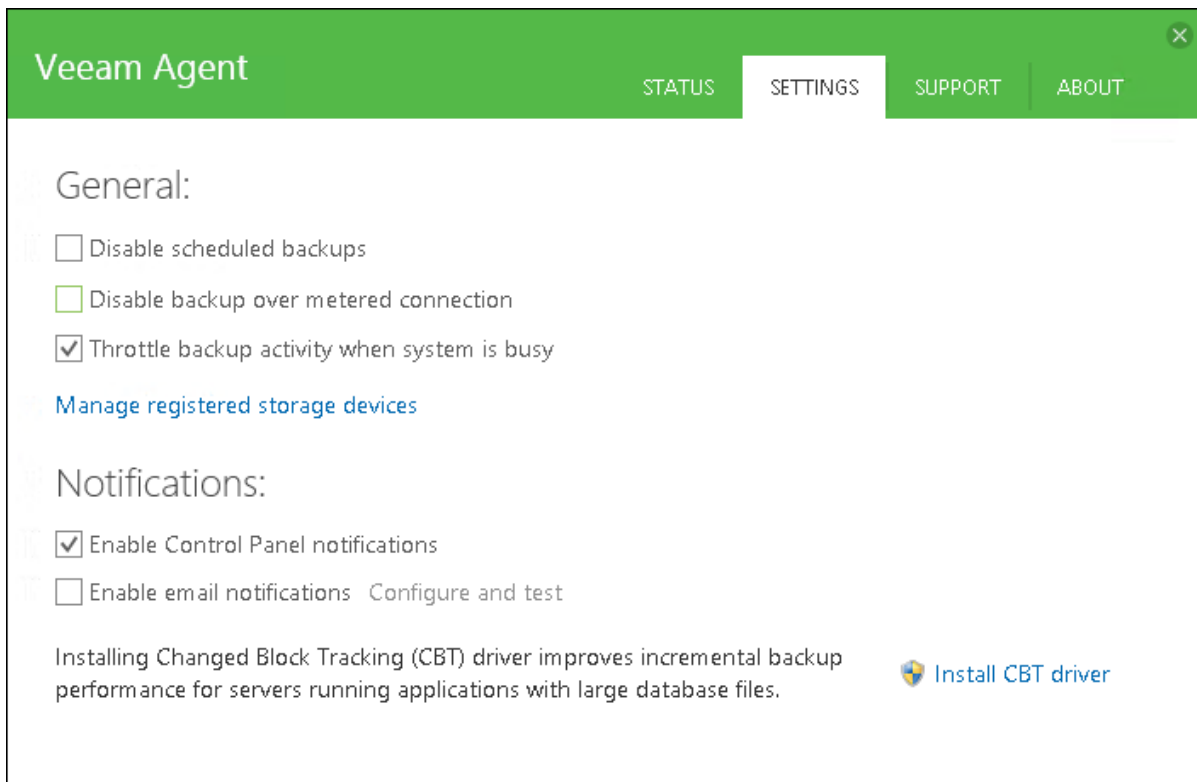 Veeam Agent
STATUS
SETTINGS
SUPPORT
ABOUT
General:
Disable scheduled backups
Disable backup over metered connection
Throttle backup activity when system is busy
Manage registered storage devices
Notifications:
Enable Control Panel notifications
Enable email notifications Configure and test
Installing Changed Block Tracking (CBT) driver improves incremental backup
performance for servers running applications with large database files.
Install CBT driver